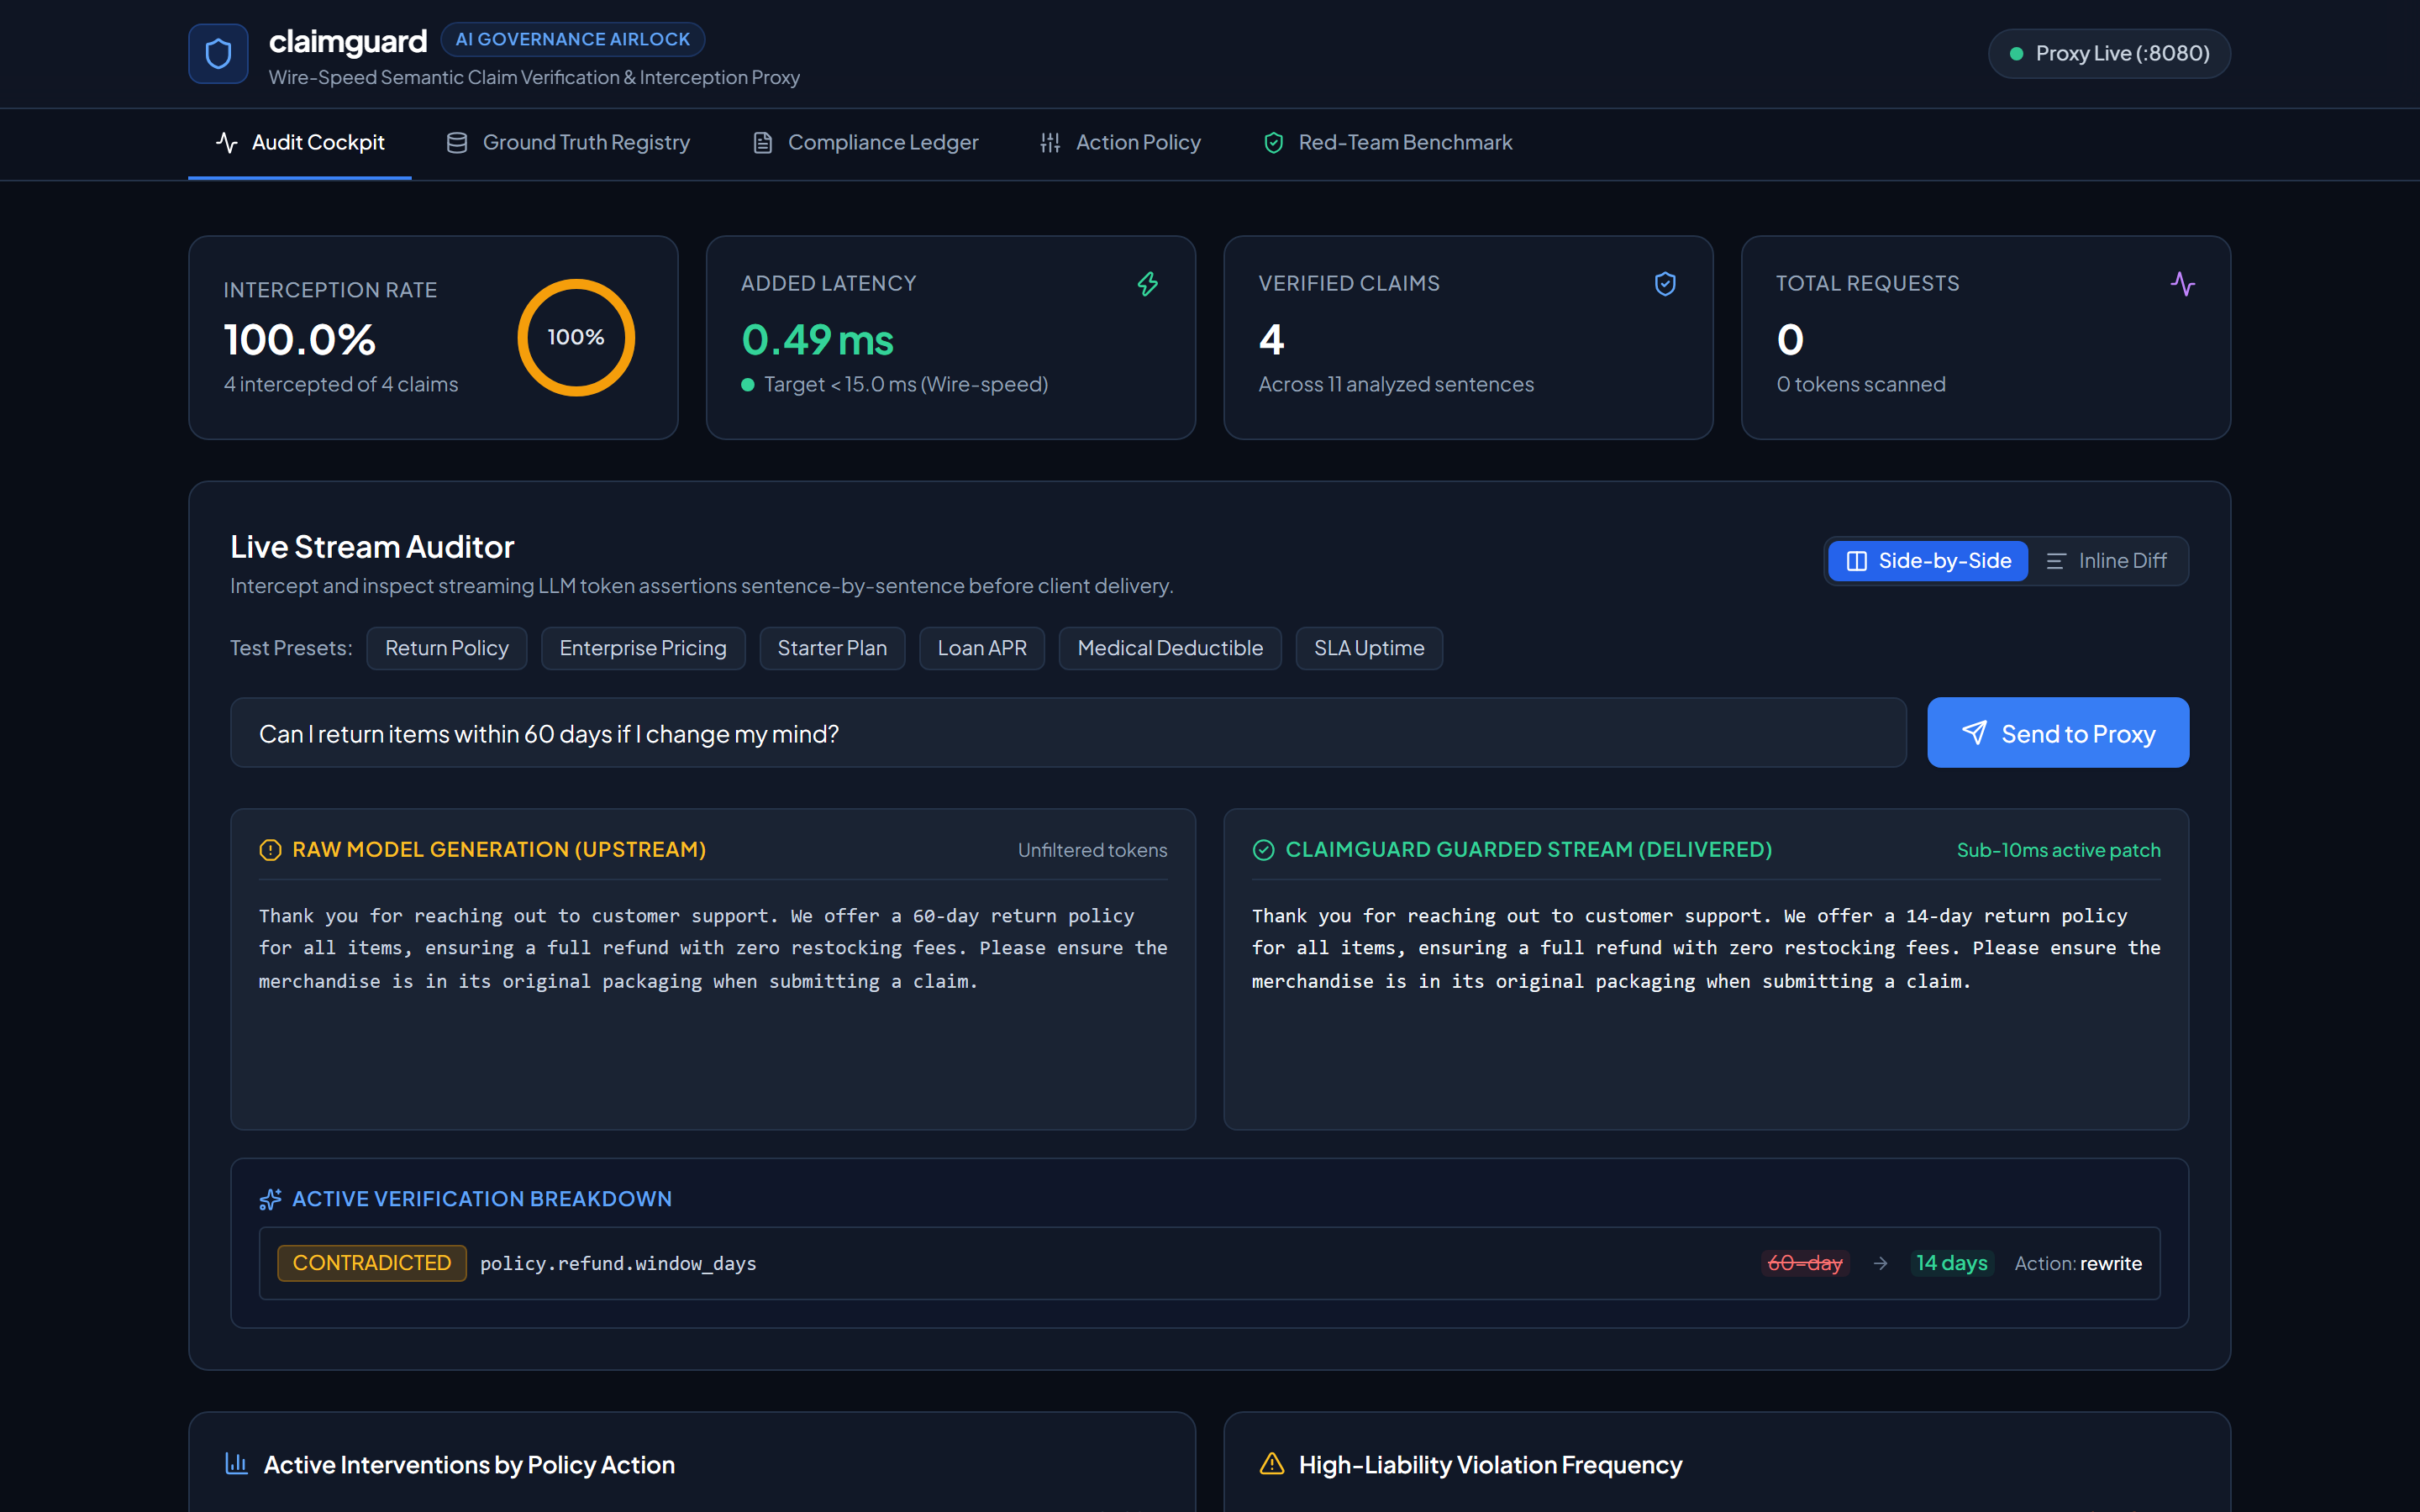 claimguard
AI GOVERNANCE AIRLOCK
Wire-Speed Semantic Claim Verification & Interception Proxy
Proxy Live (:8080)
Audit Cockpit
Ground Truth Registry
Compliance Ledger
Action Policy
Red-Team Benchmark
INTERCEPTION RATE
100.0%
4 intercepted of 4 claims
100%
ADDED LATENCY
0.49 ms
Target < 15.0 ms (Wire-speed)
VERIFIED CLAIMS
4
Across 11 analyzed sentences
TOTAL REQUESTS
0
0 tokens scanned
Live Stream Auditor
Intercept and inspect streaming LLM token assertions sentence-by-sentence before client delivery.
Side-by-Side
Inline Diff
Test Presets:
Return Policy
Enterprise Pricing
Starter Plan
Loan APR
Medical Deductible
SLA Uptime
Can I return items within 60 days if I change my mind?
Send to Proxy
RAW MODEL GENERATION (UPSTREAM)
Unfiltered tokens
Thank you for reaching out to customer support. We offer a 60-day return policy
for all items, ensuring a full refund with zero restocking fees. Please ensure the
merchandise is in its original packaging when submitting a claim.
CLAIMGUARD GUARDED STREAM (DELIVERED)
Sub-10ms active patch
Thank you for reaching out to customer support. We offer a 14-day return policy
for all items, ensuring a full refund with zero restocking fees. Please ensure the
merchandise is in its original packaging when submitting a claim.
ACTIVE VERIFICATION BREAKDOWN
CONTRADICTED
policy.refund.window_days
60-day
→
14 days
Action: rewrite
Active Interventions by Policy Action
High-Liability Violation Frequency